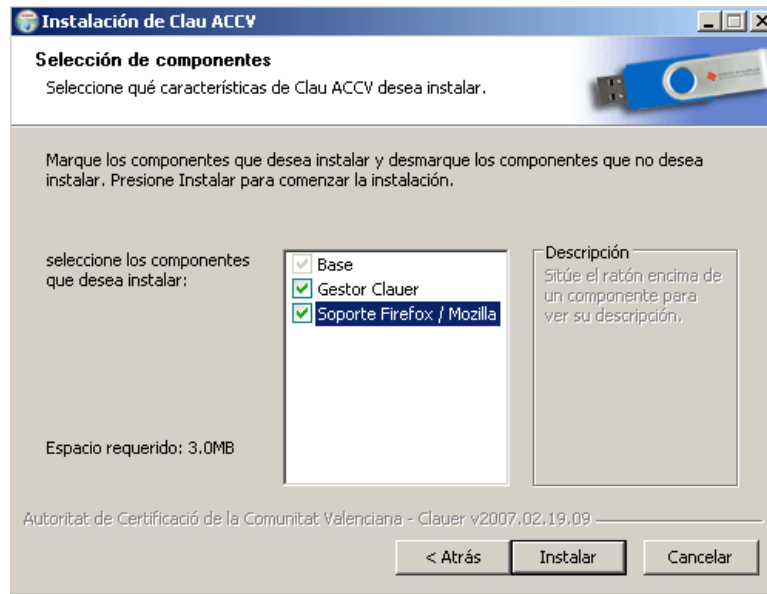 Instalación de Clau ACCV
Selección de componentes
Seleccione qué características de Clau ACCV desea instalar.
Marque los componentes que desea instalar y desmarque los componentes que no desea
instalar. Presione Instalar para comenzar la instalación.
seleccione los componentes
que desea instalar:
Base
Gestor Clauer
Soporte Firefox / Mozilla
Descripción
Sitúe el ratón encima de
un componente para
ver su descripción.
Espacio requerido: 3.0MB
Autoritat de Certificació de la Comunitat Valenciana - Clauer v2007.02.19.09
< Atrás
Instalar
Cancelar